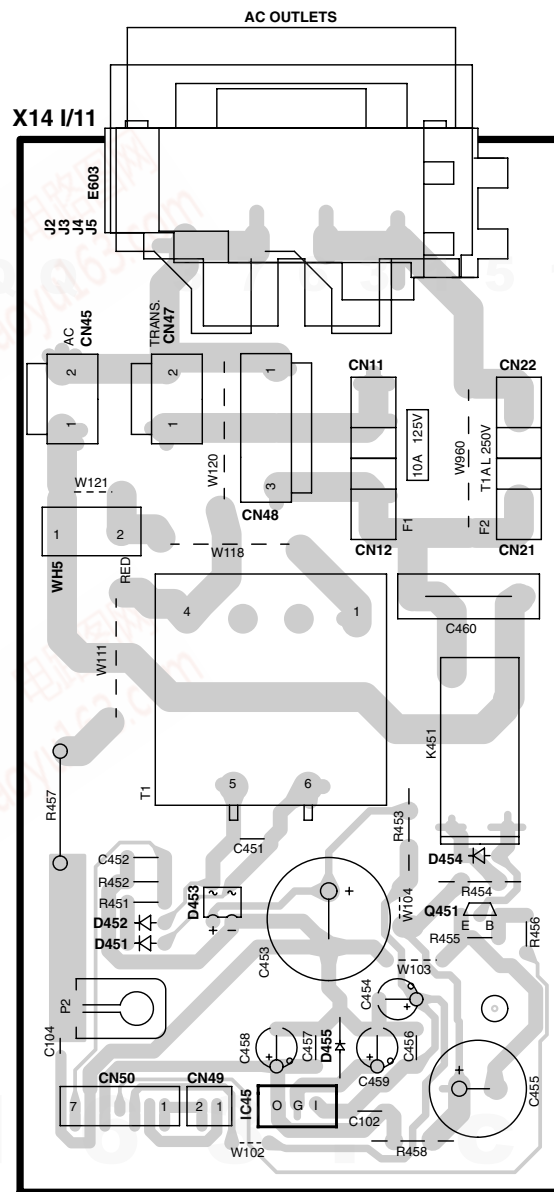 AC OUTLETS
X14 I/11
E603
J2
J3
J4
J5
AC
CN45
TRANS.
CN47
CN11
CN22
2
1
2
1
1
3
10A 125V
W960
T1A L 250V
W120
W121
CN48
F1
F2
1
2
CN12
CN21
WH5
RED
W118
4
1
C460
W111
K451
R457
T1
5
6
C451
R453
D454
C452
R452
R451
D452
D451
D453
+ −
+
C453
W104
R454
Q451
E B
R455
R456
W103
P2
C454
+
C104
C458
+
C457
D455
+
C456
C459
C455
+
CN50
CN49
IC45
7
1
2
1
O G I
C102
W102
R458